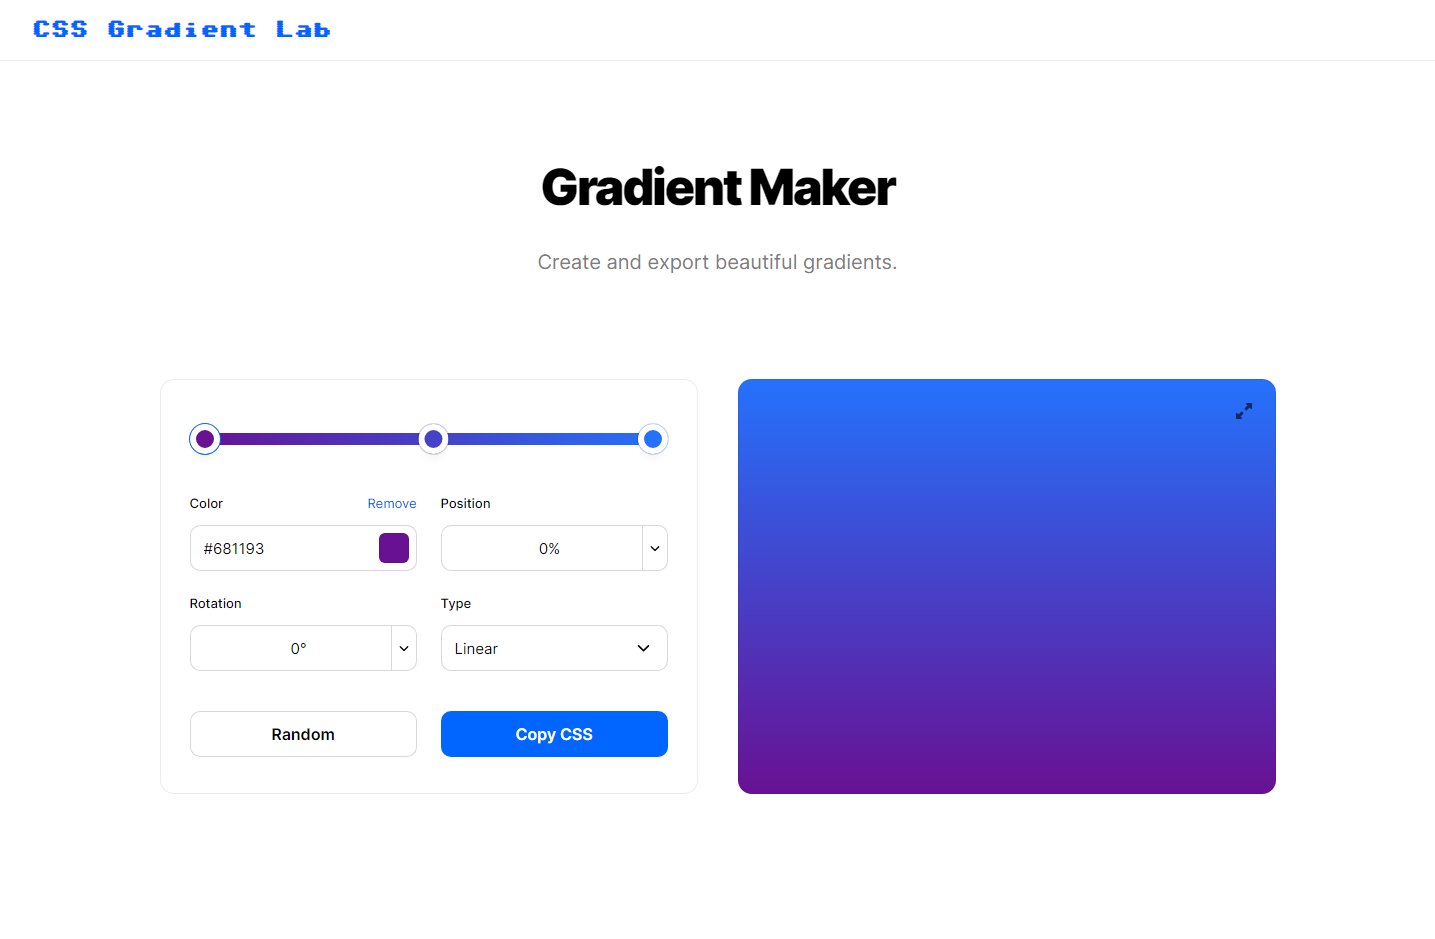 CSS Gradient Lab
Gradient Maker
Create and export beautiful gradients.
Color Remove Position
#681193 0%
Rotation Type
0° Linear
Random Copy CSS